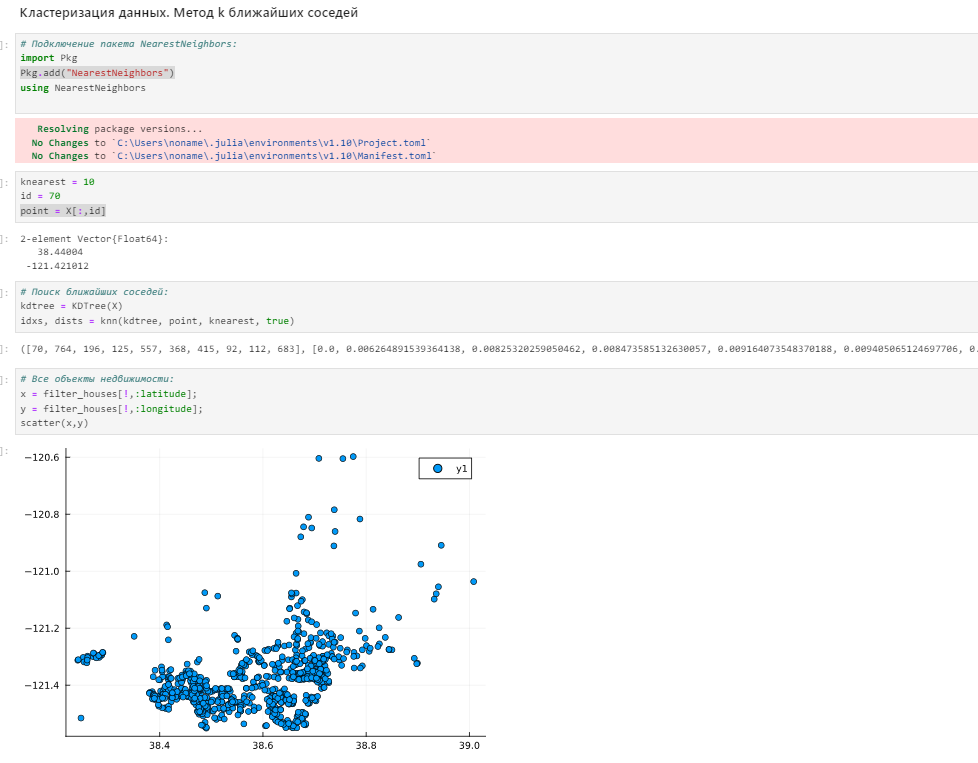 Кластеризация данных. Метод k ближайших соседей
]:
# Подключение пакета NearestNeighbors:
import Pkg
Pkg.add("NearestNeighbors")
using NearestNeighbors
Resolving package versions...
No Changes to `C:\Users\noname\.julia\environments\v1.10\Project.toml`
No Changes to `C:\Users\noname\.julia\environments\v1.10\Manifest.toml`
]:
knearest = 10
id = 70
point = X[:,id]
]:
2-element Vector{Float64}:
38.44004
-121.421012
]:
# Поиск ближайших соседей:
kdtree = KDTree(X)
idxs, dists = knn(kdtree, point, knearest, true)
]:
([70, 764, 196, 125, 557, 368, 415, 92, 112, 683], [0.0, 0.006264891539364138, 0.00825320259050462, 0.008473585132630057, 0.009164073548370188, 0.009405065124697706, 0.
]:
# Все объекты недвижимости:
x = filter_houses[!,:latitude];
y = filter_houses[!,:longitude];
scatter(x,y)
]:
−120.6
y1
−120.8
−121.0
−121.2
−121.4
38.4 38.6 38.8 39.0